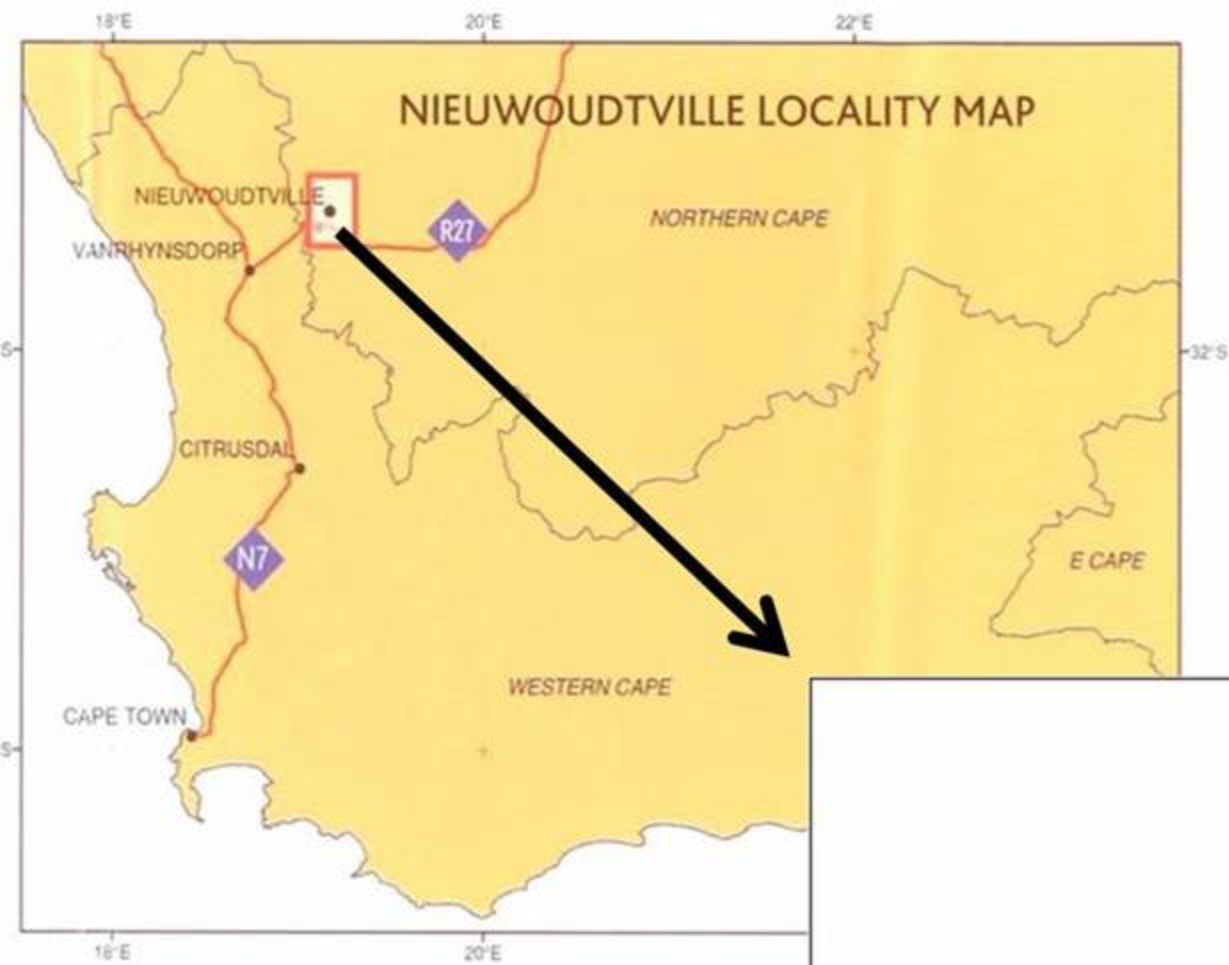 18°E 20°E 22°E
NIEUWOUDTVILLE LOCALITY MAP
NIEUWOUDTVILLE
NORTHERN CAPE
R27
VANRHYNSDORP
S
32°S
CITRUSDAL
N7
E CAPE
WESTERN CAPE
CAPE TOWN
S
18°E 20°E